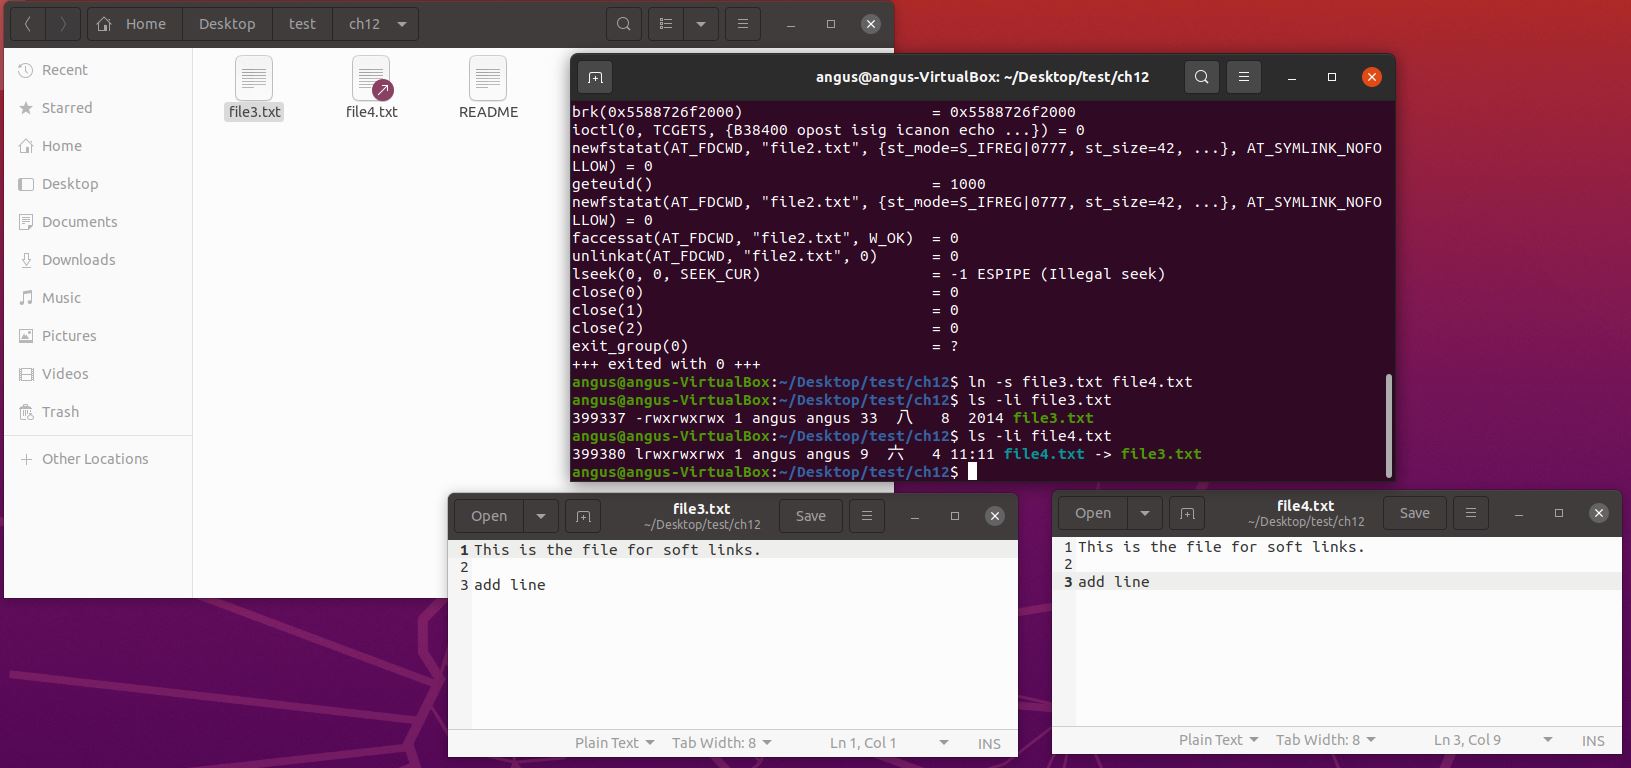 Home Desktop test ch12
Recent
Starred
Home
Desktop
Documents
Downloads
Music
Pictures
Videos
Trash
Other Locations
file3.txt file4.txt README
angus@angus-VirtualBox: ~/Desktop/test/ch12
brk(0x5588726f2000) = 0x5588726f2000
ioctl(0, TCGETS, {B38400 opost isig icanon echo ...}) = 0
newfstatat(AT_FDCWD, "file2.txt", {st_mode=S_IFREG|0777, st_size=42, ...}, AT_SYMLINK_NOFO
LLOW) = 0
geteuid() = 1000
newfstatat(AT_FDCWD, "file2.txt", {st_mode=S_IFREG|0777, st_size=42, ...}, AT_SYMLINK_NOFO
LLOW) = 0
faccessat(AT_FDCWD, "file2.txt", W_OK) = 0
unlinkat(AT_FDCWD, "file2.txt", 0) = 0
lseek(0, 0, SEEK_CUR) = -1 ESPIPE (Illegal seek)
close(0) = 0
close(1) = 0
close(2) = 0
exit_group(0) = ?
+++ exited with 0 +++
angus@angus-VirtualBox:~/Desktop/test/ch12$ ln -s file3.txt file4.txt
angus@angus-VirtualBox:~/Desktop/test/ch12$ ls -li file3.txt
399337 -rwxrwxrwx 1 angus angus 33 八 8 2014 file3.txt
angus@angus-VirtualBox:~/Desktop/test/ch12$ ls -li file4.txt
399380 lrwxrwxrwx 1 angus angus 9 六 4 11:11 file4.txt -> file3.txt
angus@angus-VirtualBox:~/Desktop/test/ch12$
Open file3.txt Save
~/Desktop/test/ch12
1 This is the file for soft links.
2
3 add line
Plain Text Tab Width: 8 Ln 1, Col 1 INS
Open file4.txt Save
~/Desktop/test/ch12
1 This is the file for soft links.
2
3 add line
Plain Text Tab Width: 8 Ln 3, Col 9 INS